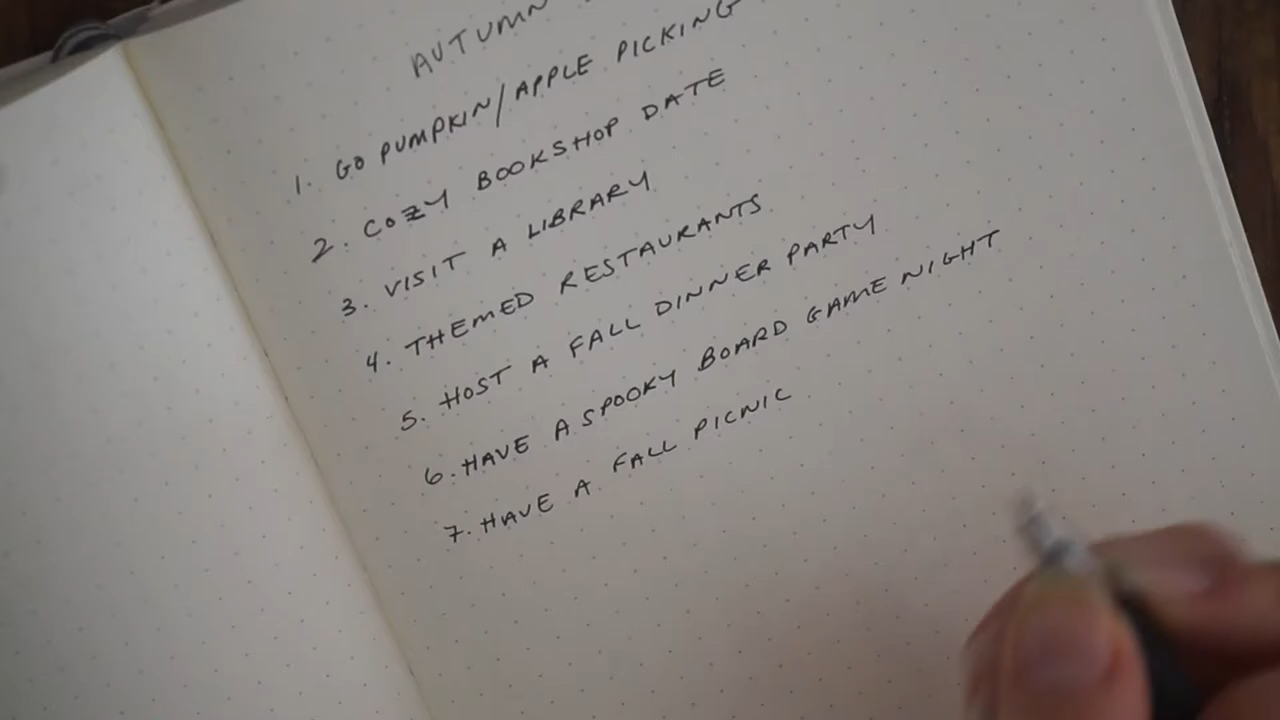 AUTUMN
1. GO PUMPKIN/APPLE PICKING
2. COZY BOOKSHOP DATE
3. VISIT A LIBRARY
4. THEMED RESTAURANTS
5. HOST A FALL DINNER PARTY
6. HAVE A SPOOKY BOARD GAME NIGHT
7. HAVE A FALL PICNIC